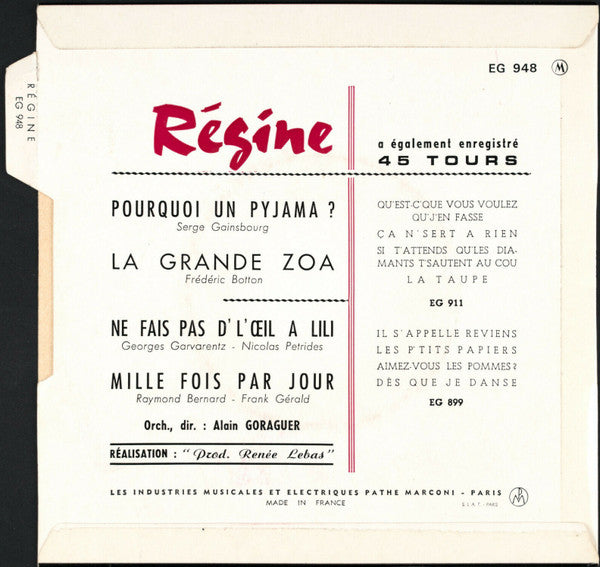 EG 948 M
RÉGINE
EG 948
Régine
POURQUOI UN PYJAMA ?
Serge Gainsbourg
LA GRANDE ZOA
Frédéric Botton
NE FAIS PAS D'L'ŒIL A LILI
Georges Garvarentz - Nicolas Petrides
MILLE FOIS PAR JOUR
Raymond Bernard - Frank Gérald
Orch., dir. : Alain GORAGUER
RÉALISATION : "Prod. Renée Lebas"
a également enregistré
45 TOURS
QU'EST-C'QUE VOUS VOULEZ
QU'J'EN FASSE
ÇA N'SERT A RIEN
SI T'ATTENDS QU'LES DIA-
MANTS T'SAUTENT AU COU
LA TAUPE
EG 911
IL S'APPELLE REVIENS
LES P'TITS PAPIERS
AIMEZ-VOUS LES POMMES?
DÈS QUE JE DANSE
EG 899
LES INDUSTRIES MUSICALES ET ELECTRIQUES PATHE MARCONI - PARIS
MADE IN FRANCE